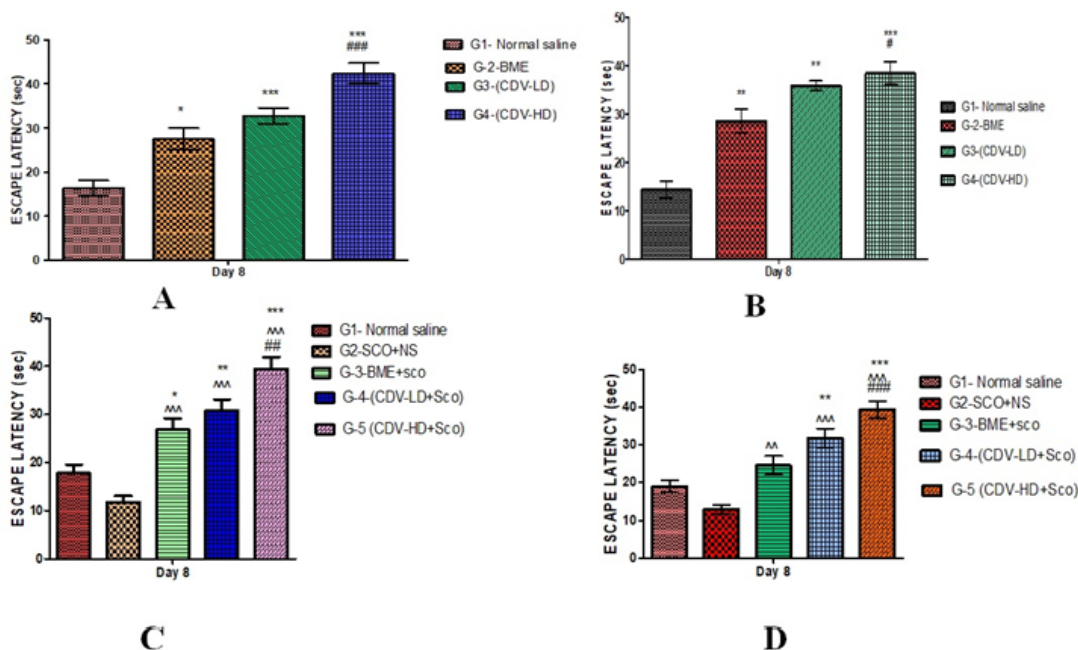 A
ESCAPE LATENCY (sec)
50
40
30
20
10
0
*
***
***
###
Day 8
G1- Normal saline
G-2-BME
G3-(CDV-LD)
G4-(CDV-HD)
B
ESCAPE LATENCY (sec)
50
40
30
20
10
0
**
**
***
#
Day 8
G1- Normal saline
G-2-BME
G3-(CDV-LD)
G4-(CDV-HD)
C
ESCAPE LATENCY (sec)
50
40
30
20
10
0
*
^^^
**
^^^
***
^^^
##
Day 8
G1- Normal saline
G2-SCO+NS
G-3-BME+sco
G-4-(CDV-LD+Sco)
G-5 (CDV-HD+Sco)
D
ESCAPE LATENCY (sec)
50
40
30
20
10
0
^^
**
^^^
***
^^^
###
Day 8
G1- Normal saline
G2-SCO+NS
G-3-BME+sco
G-4-(CDV-LD+Sco)
G-5 (CDV-HD+Sco)